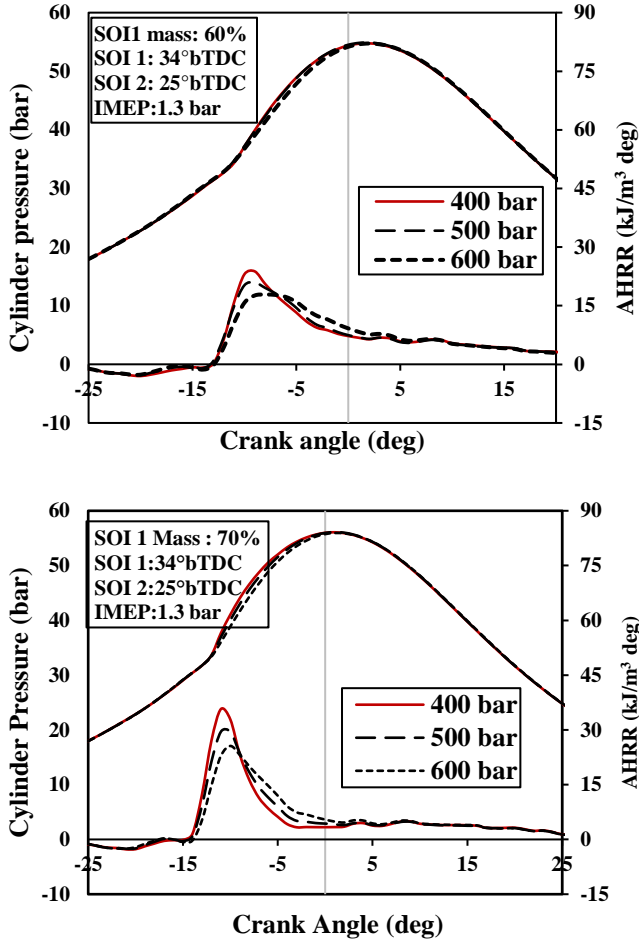 60
50
40
30
20
10
0
-10
Cylinder pressure (bar)
SOI1 mass: 60%
SOI 1: 34°bTDC
SOI 2: 25°bTDC
IMEP:1.3 bar
400 bar
500 bar
600 bar
90
75
60
45
30
15
0
-15
AHRR (kJ/m³ deg)
-25 -15 -5 5 15
Crank angle (deg)
60
50
40
30
20
10
0
-10
Cylinder Pressure (bar)
SOI 1 Mass : 70%
SOI 1:34°bTDC
SOI 2:25°bTDC
IMEP:1.3 bar
400 bar
500 bar
600 bar
90
75
60
45
30
15
0
-15
AHRR (kJ/m³ deg)
-25 -15 -5 5 15 25
Crank Angle (deg)